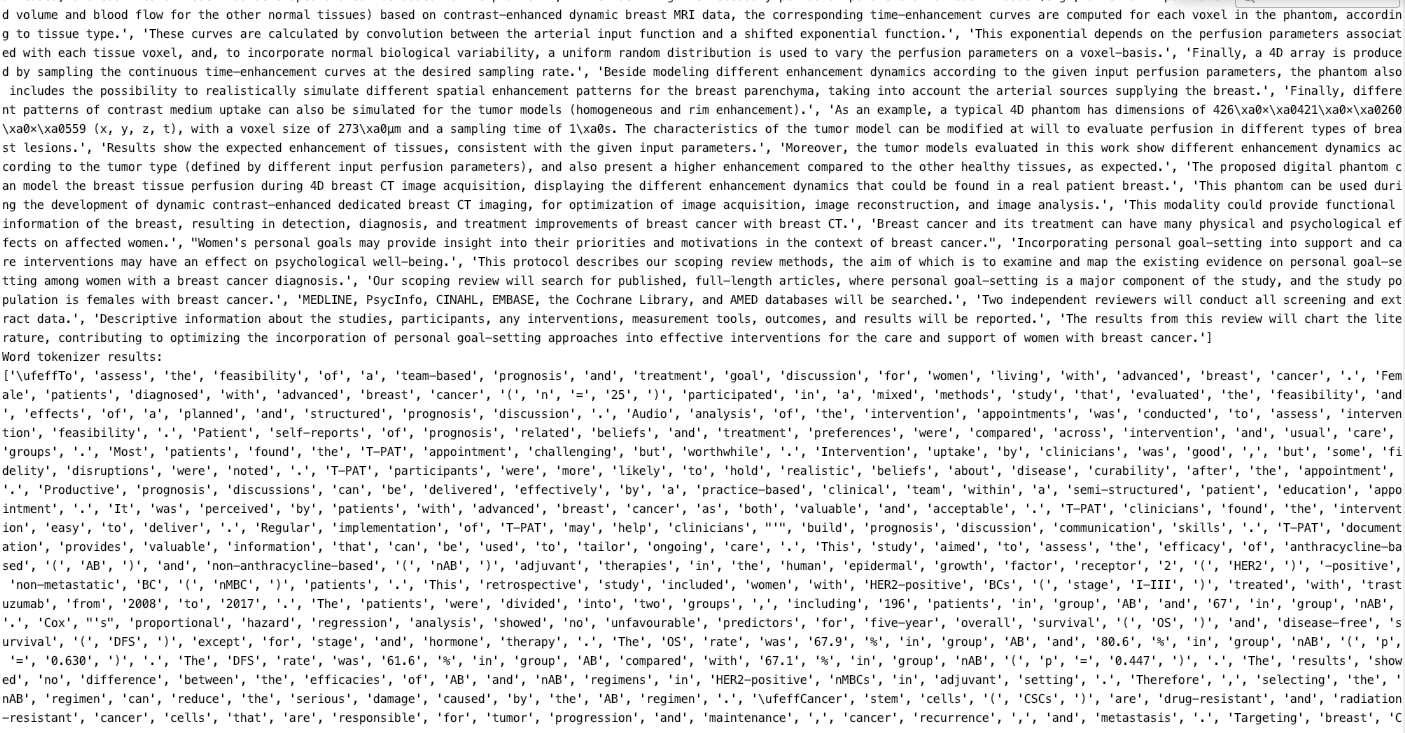 d volume and blood flow for the other normal tissues) based on contrast-enhanced dynamic breast MRI data, the corresponding time-enhancement curves are computed for each voxel in the phantom, accordin
g to tissue type.', 'These curves are calculated by convolution between the arterial input function and a shifted exponential function.', 'This exponential depends on the perfusion parameters associat
ed with each tissue voxel, and, to incorporate normal biological variability, a uniform random distribution is used to vary the perfusion parameters on a voxel-basis.', 'Finally, a 4D array is produce
d by sampling the continuous time-enhancement curves at the desired sampling rate.', 'Beside modeling different enhancement dynamics according to the given input perfusion parameters, the phantom also
 includes the possibility to realistically simulate different spatial enhancement patterns for the breast parenchyma, taking into account the arterial sources supplying the breast.', 'Finally, differe
nt patterns of contrast medium uptake can also be simulated for the tumor models (homogeneous and rim enhancement).', 'As an example, a typical 4D phantom has dimensions of 426\xa0×\xa0421\xa0×\xa0260
\xa0×\xa0559 (x, y, z, t), with a voxel size of 273\xa0μm and a sampling time of 1\xa0s. The characteristics of the tumor model can be modified at will to evaluate perfusion in different types of brea
st lesions.', 'Results show the expected enhancement of tissues, consistent with the given input parameters.', 'Moreover, the tumor models evaluated in this work show different enhancement dynamics ac
cording to the tumor type (defined by different input perfusion parameters), and also present a higher enhancement compared to the other healthy tissues, as expected.', 'The proposed digital phantom c
an model the breast tissue perfusion during 4D breast CT image acquisition, displaying the different enhancement dynamics that could be found in a real patient breast.', 'This phantom can be used duri
ng the development of dynamic contrast-enhanced dedicated breast CT imaging, for optimization of image acquisition, image reconstruction, and image analysis.', 'This modality could provide functional
information of the breast, resulting in detection, diagnosis, and treatment improvements of breast cancer with breast CT.', 'Breast cancer and its treatment can have many physical and psychological ef
fects on affected women.', "Women's personal goals may provide insight into their priorities and motivations in the context of breast cancer.", 'Incorporating personal goal-setting into support and ca
re interventions may have an effect on psychological well-being.', 'This protocol describes our scoping review methods, the aim of which is to examine and map the existing evidence on personal goal-se
tting among women with a breast cancer diagnosis.', 'Our scoping review will search for published, full-length articles, where personal goal-setting is a major component of the study, and the study po
pulation is females with breast cancer.', 'MEDLINE, PsycInfo, CINAHL, EMBASE, the Cochrane Library, and AMED databases will be searched.', 'Two independent reviewers will conduct all screening and ext
ract data.', 'Descriptive information about the studies, participants, any interventions, measurement tools, outcomes, and results will be reported.', 'The results from this review will chart the lite
rature, contributing to optimizing the incorporation of personal goal-setting approaches into effective interventions for the care and support of women with breast cancer.']
Word tokenizer results:
['\ufeffTo', 'assess', 'the', 'feasibility', 'of', 'a', 'team-based', 'prognosis', 'and', 'treatment', 'goal', 'discussion', 'for', 'women', 'living', 'with', 'advanced', 'breast', 'cancer', '.', 'Fem
ale', 'patients', 'diagnosed', 'with', 'advanced', 'breast', 'cancer', '(', 'n', '=', '25', ')', 'participated', 'in', 'a', 'mixed', 'methods', 'study', 'that', 'evaluated', 'the', 'feasibility', 'and
', 'effects', 'of', 'a', 'planned', 'and', 'structured', 'prognosis', 'discussion', '.', 'Audio', 'analysis', 'of', 'the', 'intervention', 'appointments', 'was', 'conducted', 'to', 'assess', 'interven
tion', 'feasibility', '.', 'Patient', 'self-reports', 'of', 'prognosis', 'related', 'beliefs', 'and', 'treatment', 'preferences', 'were', 'compared', 'across', 'intervention', 'and', 'usual', 'care',
'groups', '.', 'Most', 'patients', 'found', 'the', 'T-PAT', 'appointment', 'challenging', 'but', 'worthwhile', '.', 'Intervention', 'uptake', 'by', 'clinicians', 'was', 'good', ',', 'but', 'some', 'fi
delity', 'disruptions', 'were', 'noted', '.', 'T-PAT', 'participants', 'were', 'more', 'likely', 'to', 'hold', 'realistic', 'beliefs', 'about', 'disease', 'curability', 'after', 'the', 'appointment',
'.', 'Productive', 'prognosis', 'discussions', 'can', 'be', 'delivered', 'effectively', 'by', 'a', 'practice-based', 'clinical', 'team', 'within', 'a', 'semi-structured', 'patient', 'education', 'appo
intment', '.', 'It', 'was', 'perceived', 'by', 'patients', 'with', 'advanced', 'breast', 'cancer', 'as', 'both', 'valuable', 'and', 'acceptable', '.', 'T-PAT', 'clinicians', 'found', 'the', 'intervent
ion', 'easy', 'to', 'deliver', '.', 'Regular', 'implementation', 'of', 'T-PAT', 'may', 'help', 'clinicians', "'", 'build', 'prognosis', 'discussion', 'communication', 'skills', '.', 'T-PAT', 'document
ation', 'provides', 'valuable', 'information', 'that', 'can', 'be', 'used', 'to', 'tailor', 'ongoing', 'care', '.', 'This', 'study', 'aimed', 'to', 'assess', 'the', 'efficacy', 'of', 'anthracycline-ba
sed', '(', 'AB', ')', 'and', 'non-anthracycline-based', '(', 'nAB', ')', 'adjuvant', 'therapies', 'in', 'the', 'human', 'epidermal', 'growth', 'factor', 'receptor', '2', '(', 'HER2', ')', '-positive',
 'non-metastatic', 'BC', '(', 'nMBC', ')', 'patients', '.', 'This', 'retrospective', 'study', 'included', 'women', 'with', 'HER2-positive', 'BCs', '(', 'stage', 'I-III', ')', 'treated', 'with', 'trast
uzumab', 'from', '2008', 'to', '2017', '.', 'The', 'patients', 'were', 'divided', 'into', 'two', 'groups', ',', 'including', '196', 'patients', 'in', 'group', 'AB', 'and', '67', 'in', 'group', 'nAB',
'.', 'Cox', "'s", 'proportional', 'hazard', 'regression', 'analysis', 'showed', 'no', 'unfavourable', 'predictors', 'for', 'five-year', 'overall', 'survival', '(', 'OS', ')', 'and', 'disease-free', 's
urvival', '(', 'DFS', ')', 'except', 'for', 'stage', 'and', 'hormone', 'therapy', '.', 'The', 'OS', 'rate', 'was', '67.9', '%', 'in', 'group', 'AB', 'and', '80.6', '%', 'in', 'group', 'nAB', '(', 'p',
 '=', '0.630', ')', '.', 'The', 'DFS', 'rate', 'was', '61.6', '%', 'in', 'group', 'AB', 'compared', 'with', '67.1', '%', 'in', 'group', 'nAB', '(', 'p', '=', '0.447', ')', '.', 'The', 'results', 'show
ed', 'no', 'difference', 'between', 'the', 'efficacies', 'of', 'AB', 'and', 'nAB', 'regimens', 'in', 'HER2-positive', 'nMBCs', 'in', 'adjuvant', 'setting', '.', 'Therefore', ',', 'selecting', 'the', '
nAB', 'regimen', 'can', 'reduce', 'the', 'serious', 'damage', 'caused', 'by', 'the', 'AB', 'regimen', '.', '\ufeffCancer', 'stem', 'cells', '(', 'CSCs', ')', 'are', 'drug-resistant', 'and', 'radiation
-resistant', 'cancer', 'cells', 'that', 'are', 'responsible', 'for', 'tumor', 'progression', 'and', 'maintenance', ',', 'cancer', 'recurrence', ',', 'and', 'metastasis', '.', 'Targeting', 'breast', 'C